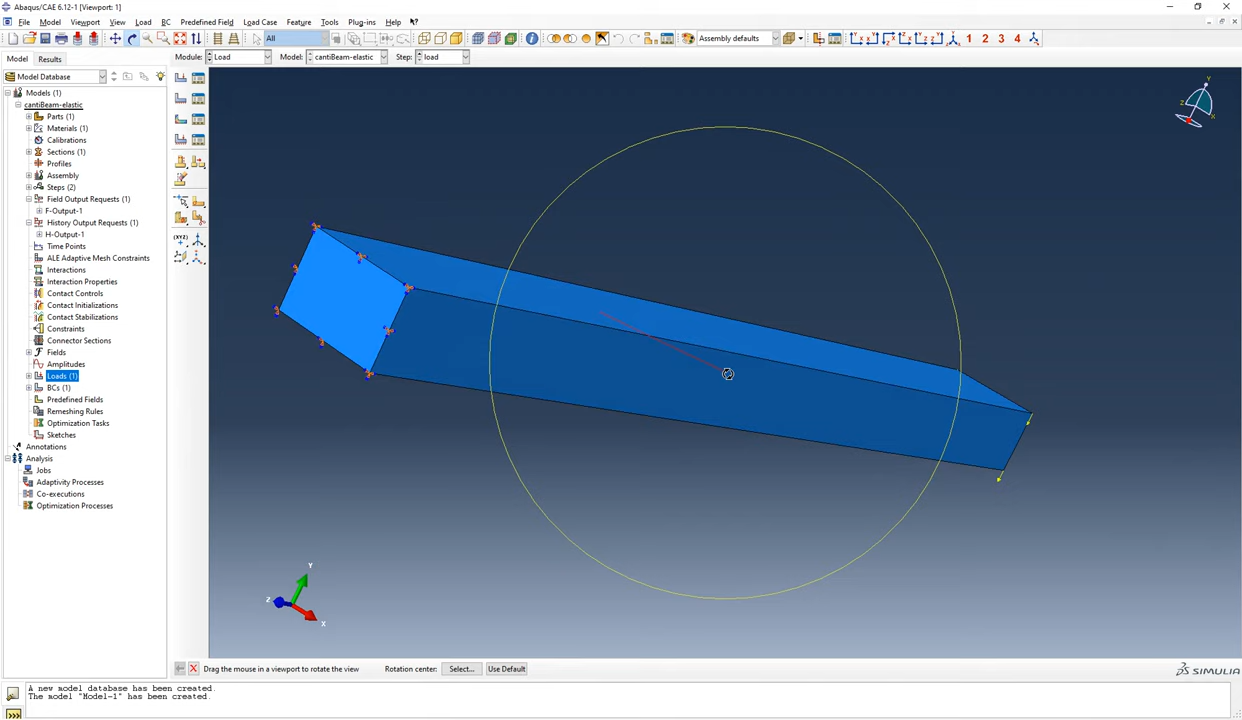 Abaqus/CAE 6.12-1 [Viewport: 1]
File Model Viewport View Load BC Predefined Field Load Case Feature Tools Plug-ins Help
All
1 2 3 4
Assembly defaults
Model Results
Module: Load Model: cantiBeam-elastic Step: load
Model Database
Models (1)
cantiBeam-elastic
Parts (1)
Materials (1)
Calibrations
Sections (1)
Profiles
Assembly
Steps (2)
Field Output Requests (1)
F-Output-1
History Output Requests (1)
H-Output-1
Time Points
ALE Adaptive Mesh Constraints
Interactions
Interaction Properties
Contact Controls
Contact Initializations
Contact Stabilizations
Constraints
Connector Sections
Fields
Amplitudes
Loads (1)
BCs (1)
Predefined Fields
Remeshing Rules
Optimization Tasks
Sketches
Annotations
Analysis
Jobs
Adaptivity Processes
Co-executions
Optimization Processes
(XYZ)
Y
Z
X
Y
Z
X
Drag the mouse in a viewport to rotate the view Rotation center: Select... Use Default
SIMULIA
A new model database has been created.
The model "Model-1" has been created.
>>>